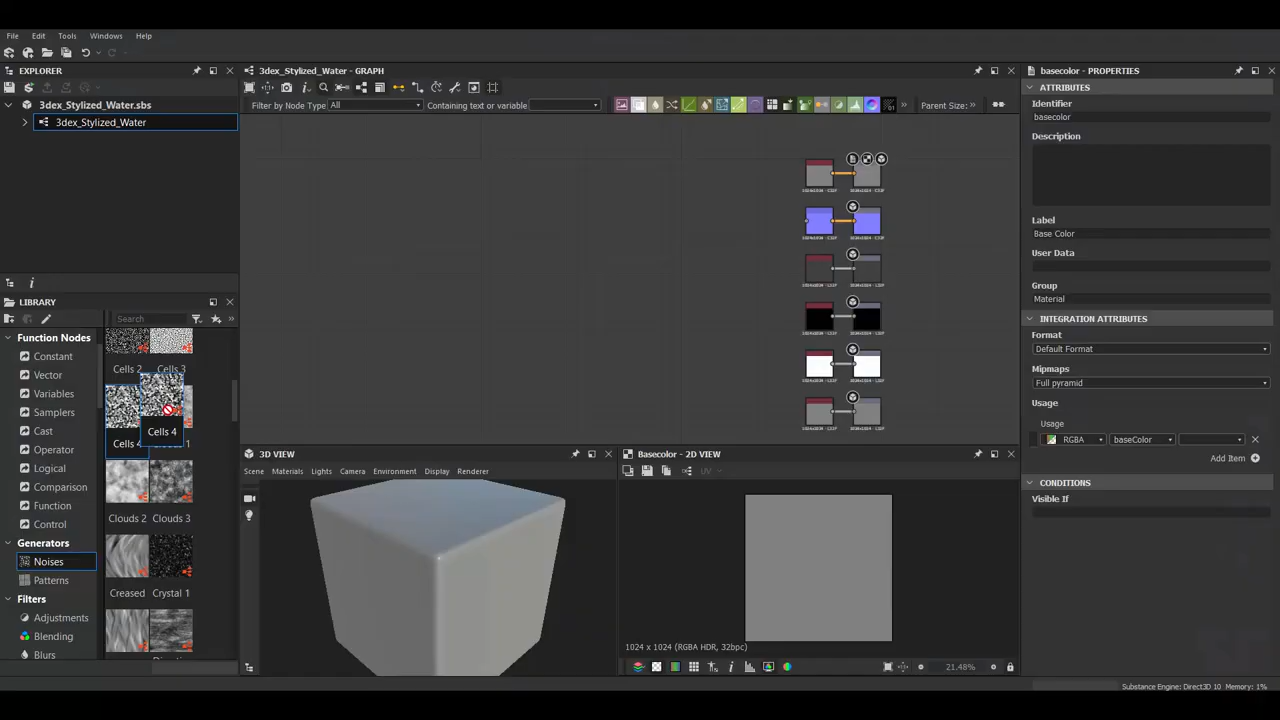 File Edit Tools Windows Help
EXPLORER
3dex_Stylized_Water.sbs
3dex_Stylized_Water
LIBRARY
Search
Function Nodes
Constant
Vector
Variables
Samplers
Cast
Operator
Logical
Comparison
Function
Control
Generators
Noises
Patterns
Filters
Adjustments
Blending
Blurs
Cells 2 Cells 3
Cells 4
Cells 4
Clouds 2 Clouds 3
Creased Crystal 1
3dex_Stylized_Water - GRAPH
Filter by Node Type All Containing text or variable Parent Size:
3D VIEW
Scene Materials Lights Camera Environment Display Renderer
Basecolor - 2D VIEW
UV
1024 x 1024 (RGBA HDR, 32bpc)
21.48%
basecolor - PROPERTIES
ATTRIBUTES
Identifier
basecolor
Description
Label
Base Color
User Data
Group
Material
INTEGRATION ATTRIBUTES
Format
Default Format
Mipmaps
Full pyramid
Usage
Usage
RGBA baseColor
Add Item
CONDITIONS
Visible If
Substance Engine: Direct3D 10 Memory: 1%